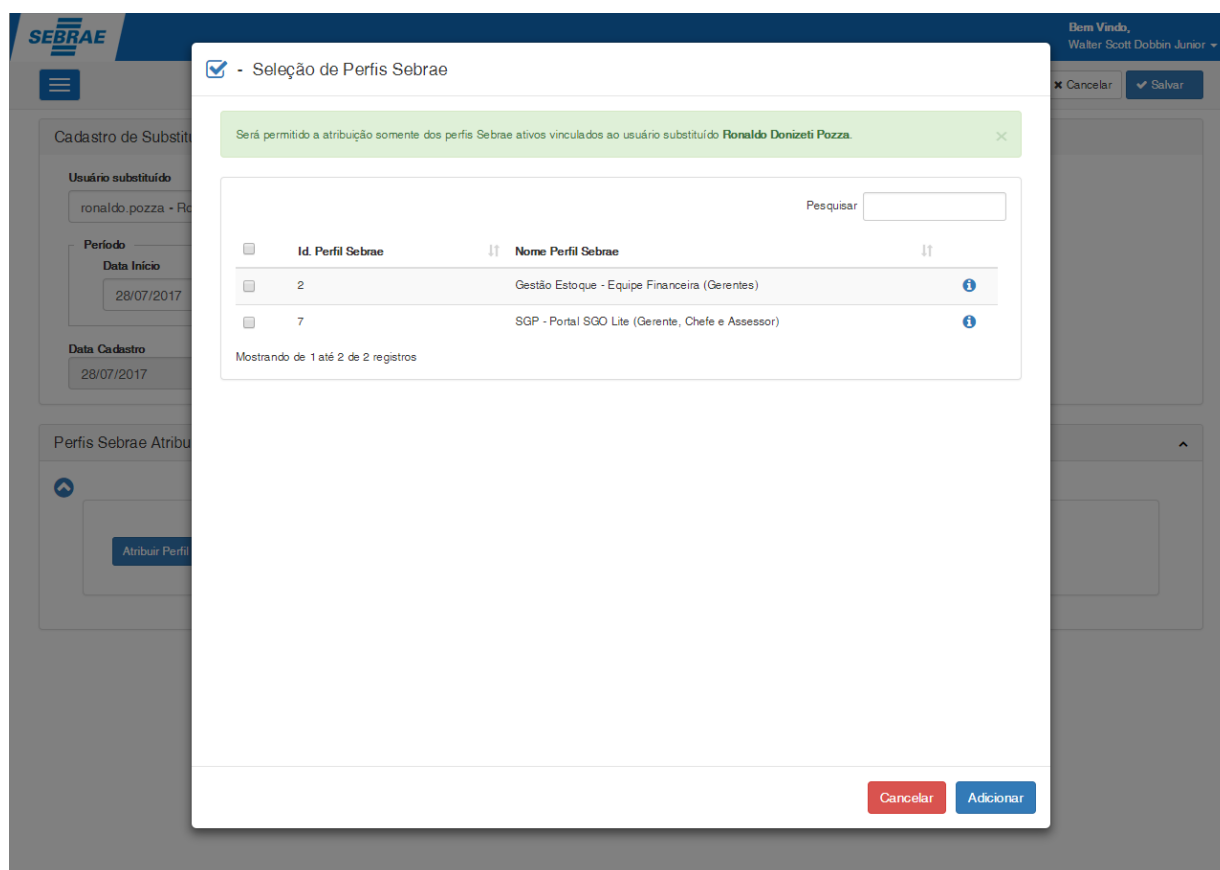 SEBRAE
Bem Vindo,
Walter Scott Dobbin Junior
Cancelar
Salvar
- Seleção de Perfis Sebrae
Cadastro de Substitu
Será permitido a atribuição somente dos perfis Sebrae ativos vinculados ao usuário substituído Ronaldo Donizeti Pozza.
Usuário substituído
ronaldo.pozza - Ro
Período
Data Início
28/07/2017
Data Cadastro
28/07/2017
Pesquisar
Id. Perfil Sebrae Nome Perfil Sebrae
2 Gestão Estoque - Equipe Financeira (Gerentes)
7 SGP - Portal SGO Lite (Gerente, Chefe e Assessor)
Mostrando de 1 até 2 de 2 registros
Perfis Sebrae Atribu
Atribuir Perfil
Cancelar
Adicionar